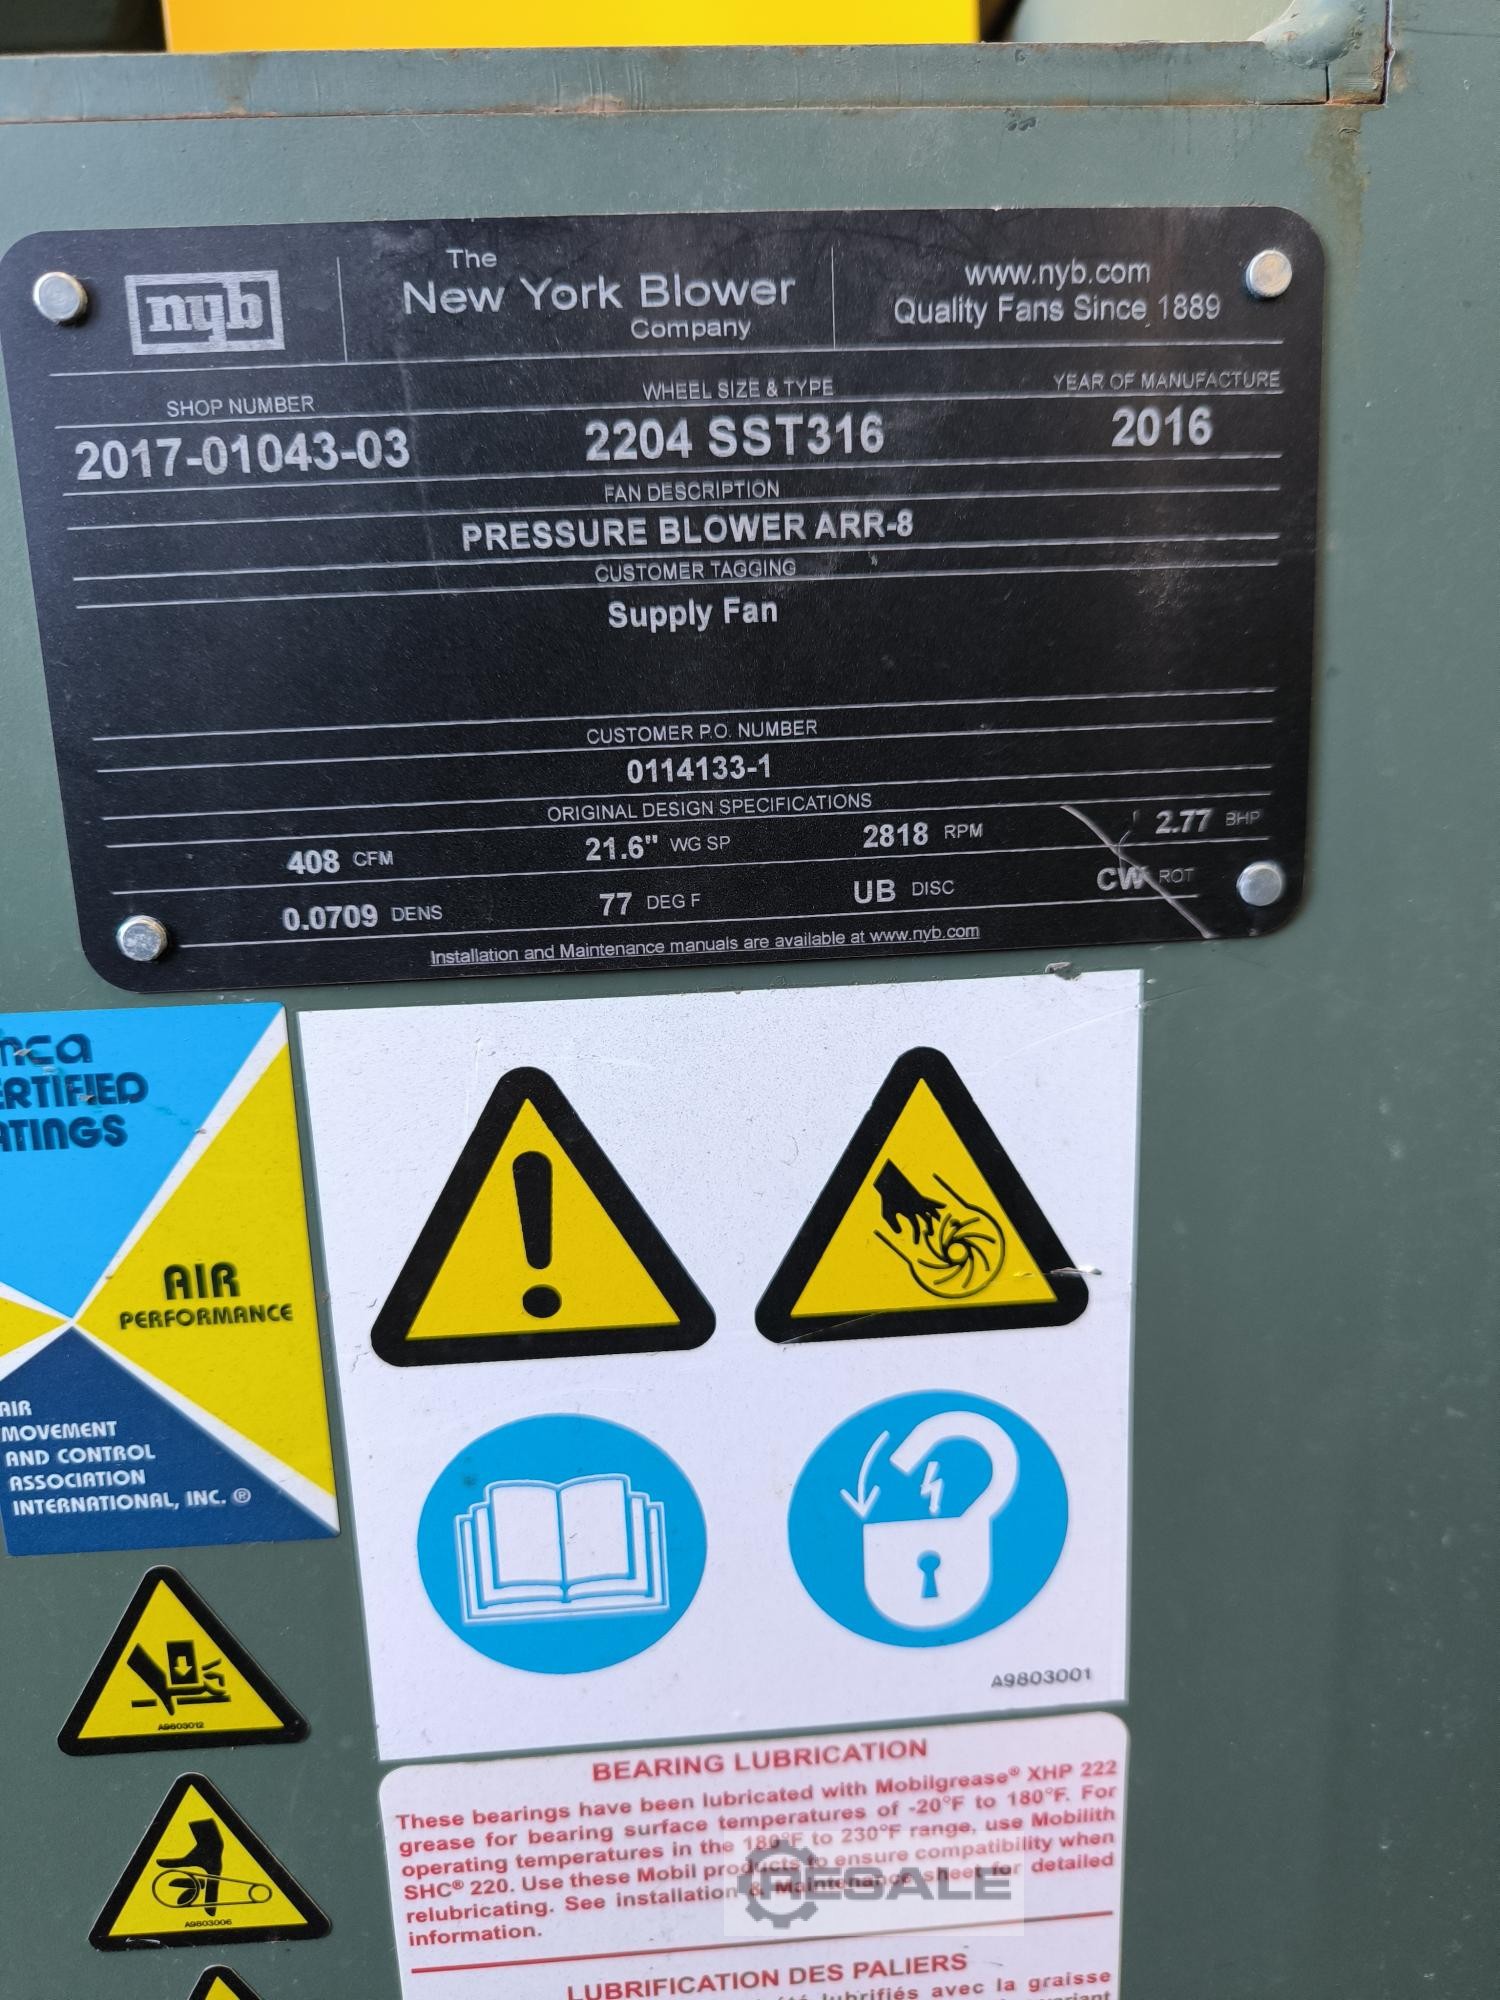 nyb
The
New York Blower
Company
www.nyb.com
Quality Fans Since 1889
SHOP NUMBER
WHEEL SIZE & TYPE
YEAR OF MANUFACTURE
2017-01043-03
2204 SST316
2016
FAN DESCRIPTION
PRESSURE BLOWER ARR-8
CUSTOMER TAGGING
Supply Fan
CUSTOMER P.O. NUMBER
0114133-1
ORIGINAL DESIGN SPECIFICATIONS
408 CFM
21.6" WG SP
2818 RPM
2.77 BHP
0.0709 DENS
77 DEG F
UB DISC
CW ROT
Installation and Maintenance manuals are available at www.nyb.com
mca
ERTIFIED
ATINGS
AIR
PERFORMANCE
AIR
MOVEMENT
AND CONTROL
ASSOCIATION
INTERNATIONAL, INC. ®
A9803001
A9803012
A9803006
BEARING LUBRICATION
These bearings have been lubricated with Mobilgrease® XHP 222
grease for bearing surface temperatures of -20°F to 180°F. For
operating temperatures in the 180°F to 230°F range, use Mobilith
SHC® 220. Use these Mobil products to ensure compatibility when
relubricating. See installation & Maintenance sheet for detailed
information.
RESALE
LUBRIFICATION DES PALIERS
lubrifiés avec la graisse